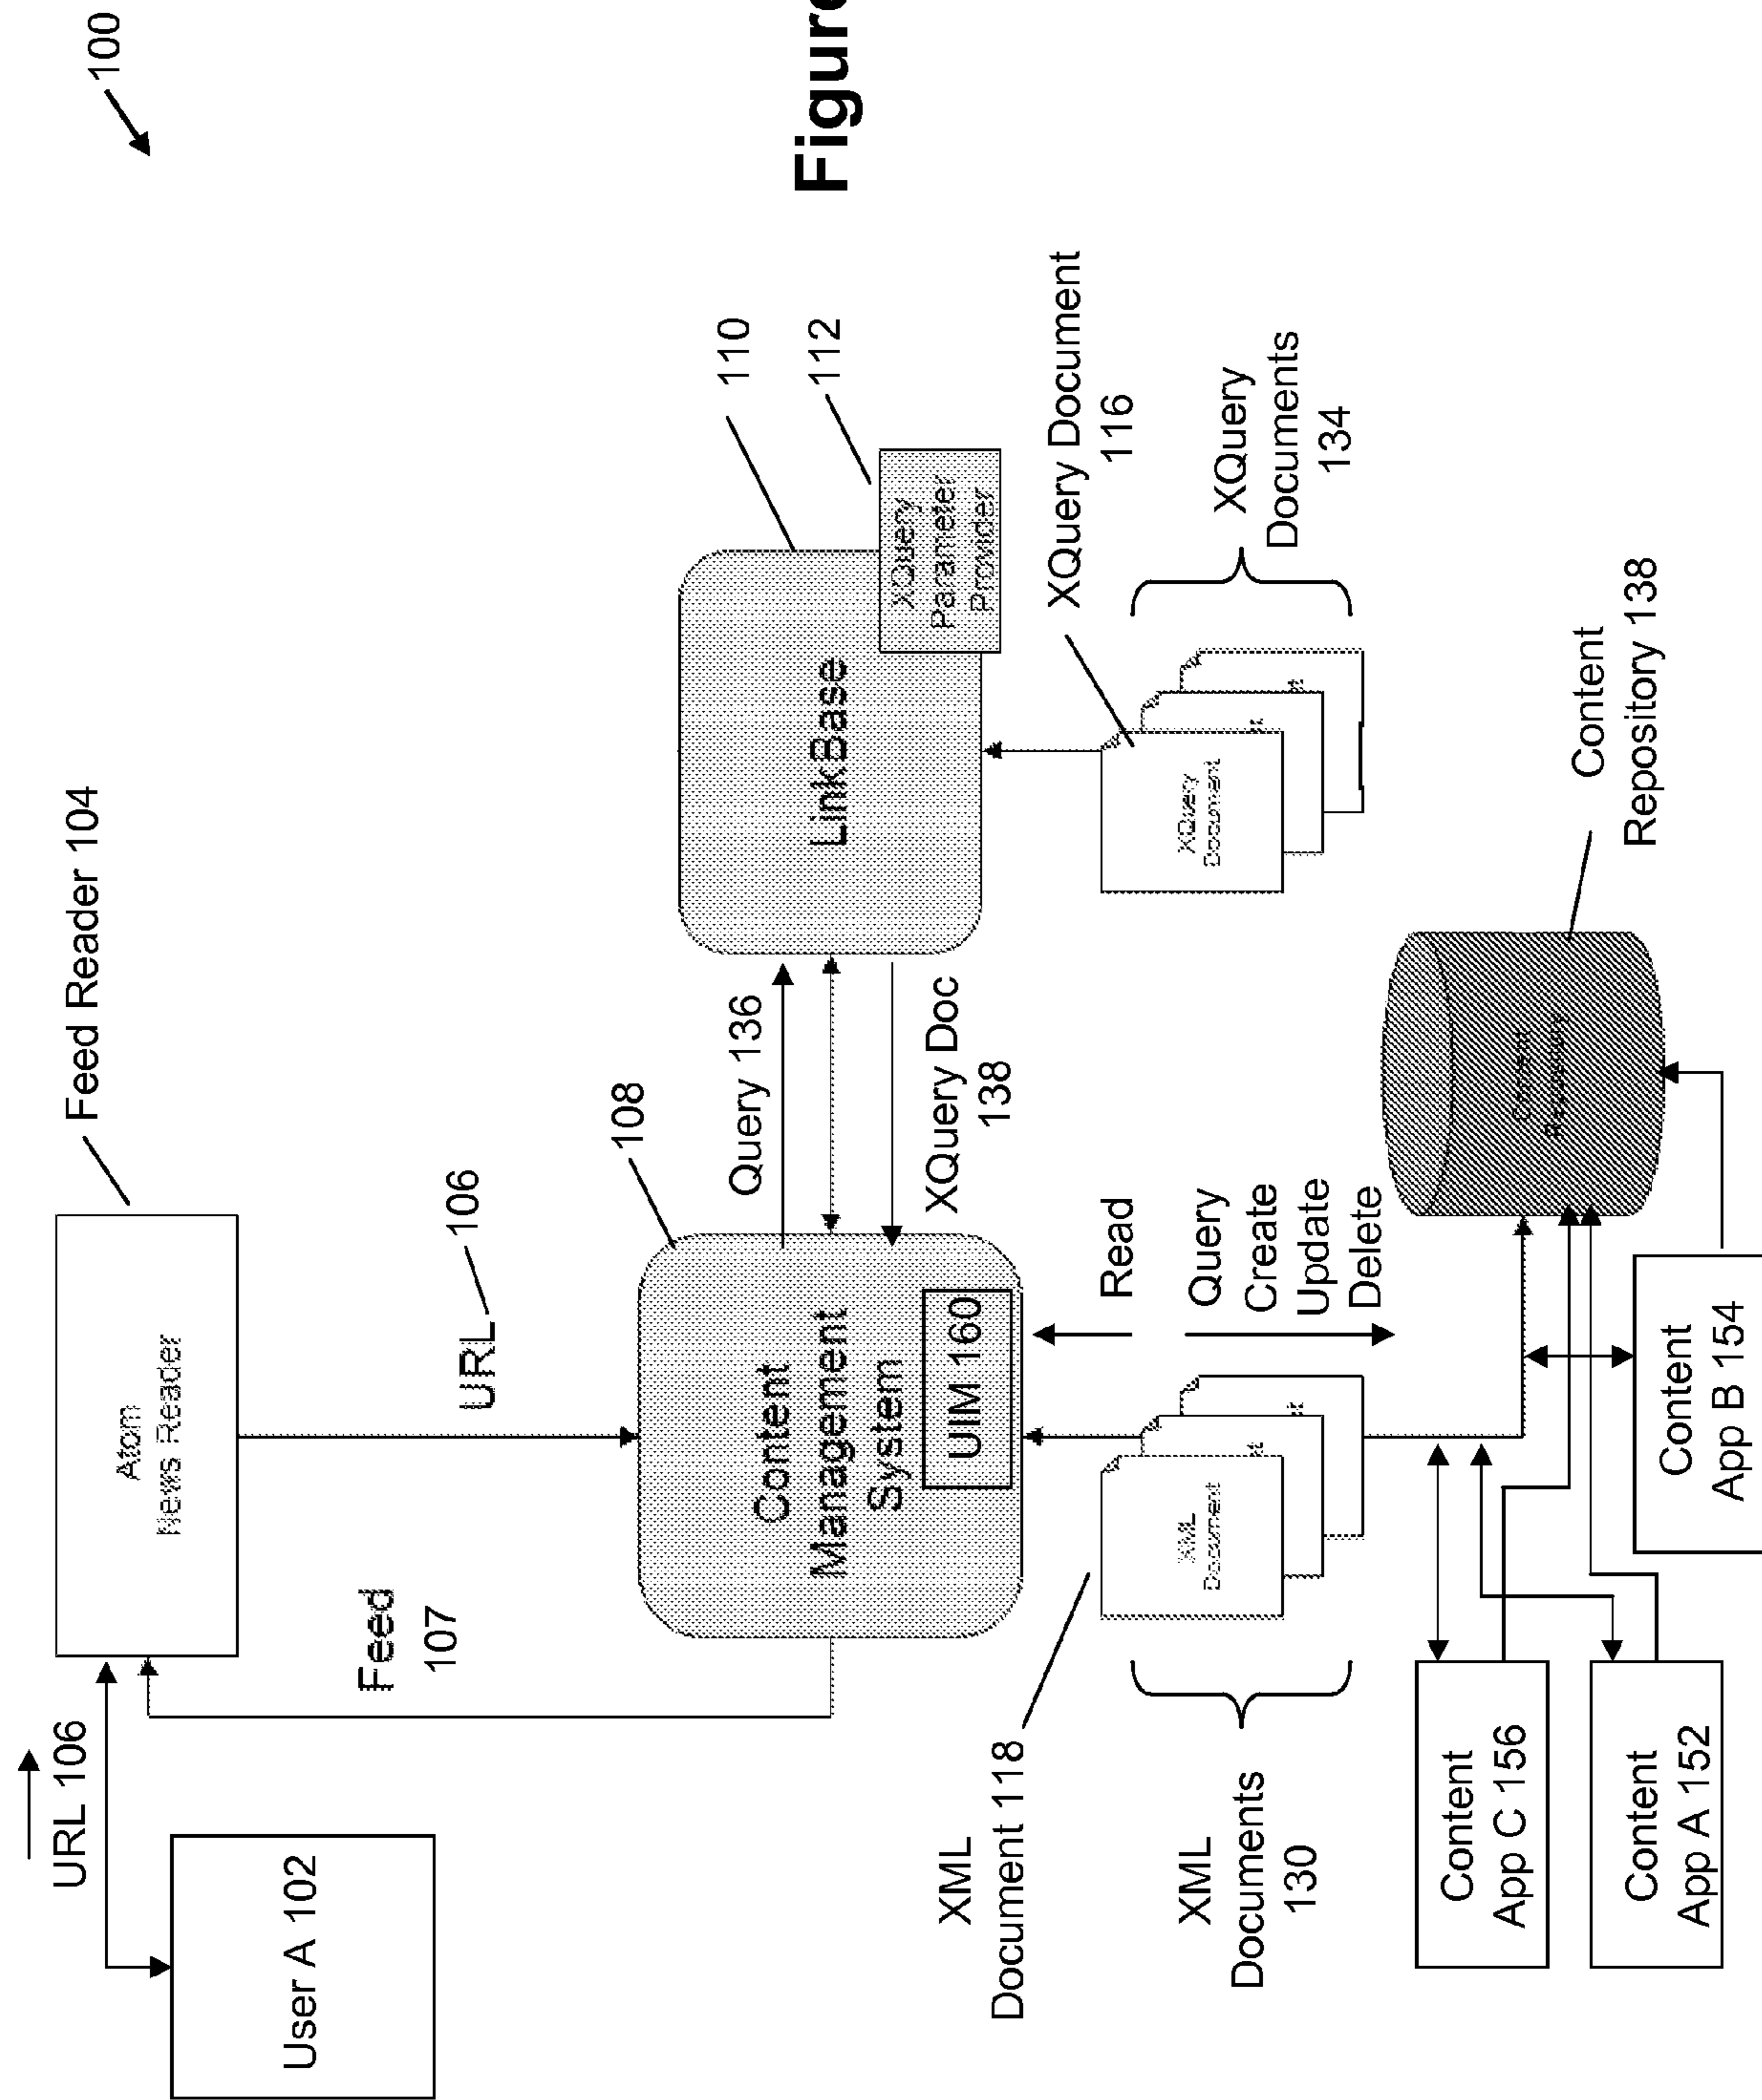 100
Figure
Feed Reader 104
URL 106
User A 102
Atom
News Reader
Feed
107
URL
106
108
Content
Management
System
UIM 160
Query 136
XQuery Doc
138
110
112
LinkBase
XQuery
Parameter
Provider
XQuery Document
116
XQuery
Document
XQuery
Documents
134
Read
Query
Create
Update
Delete
XML
Document 118
XML
Document
XML
Documents
130
Content
Repository 138
Content
Repository
Content
App C 156
Content
App A 152
Content
App B 154